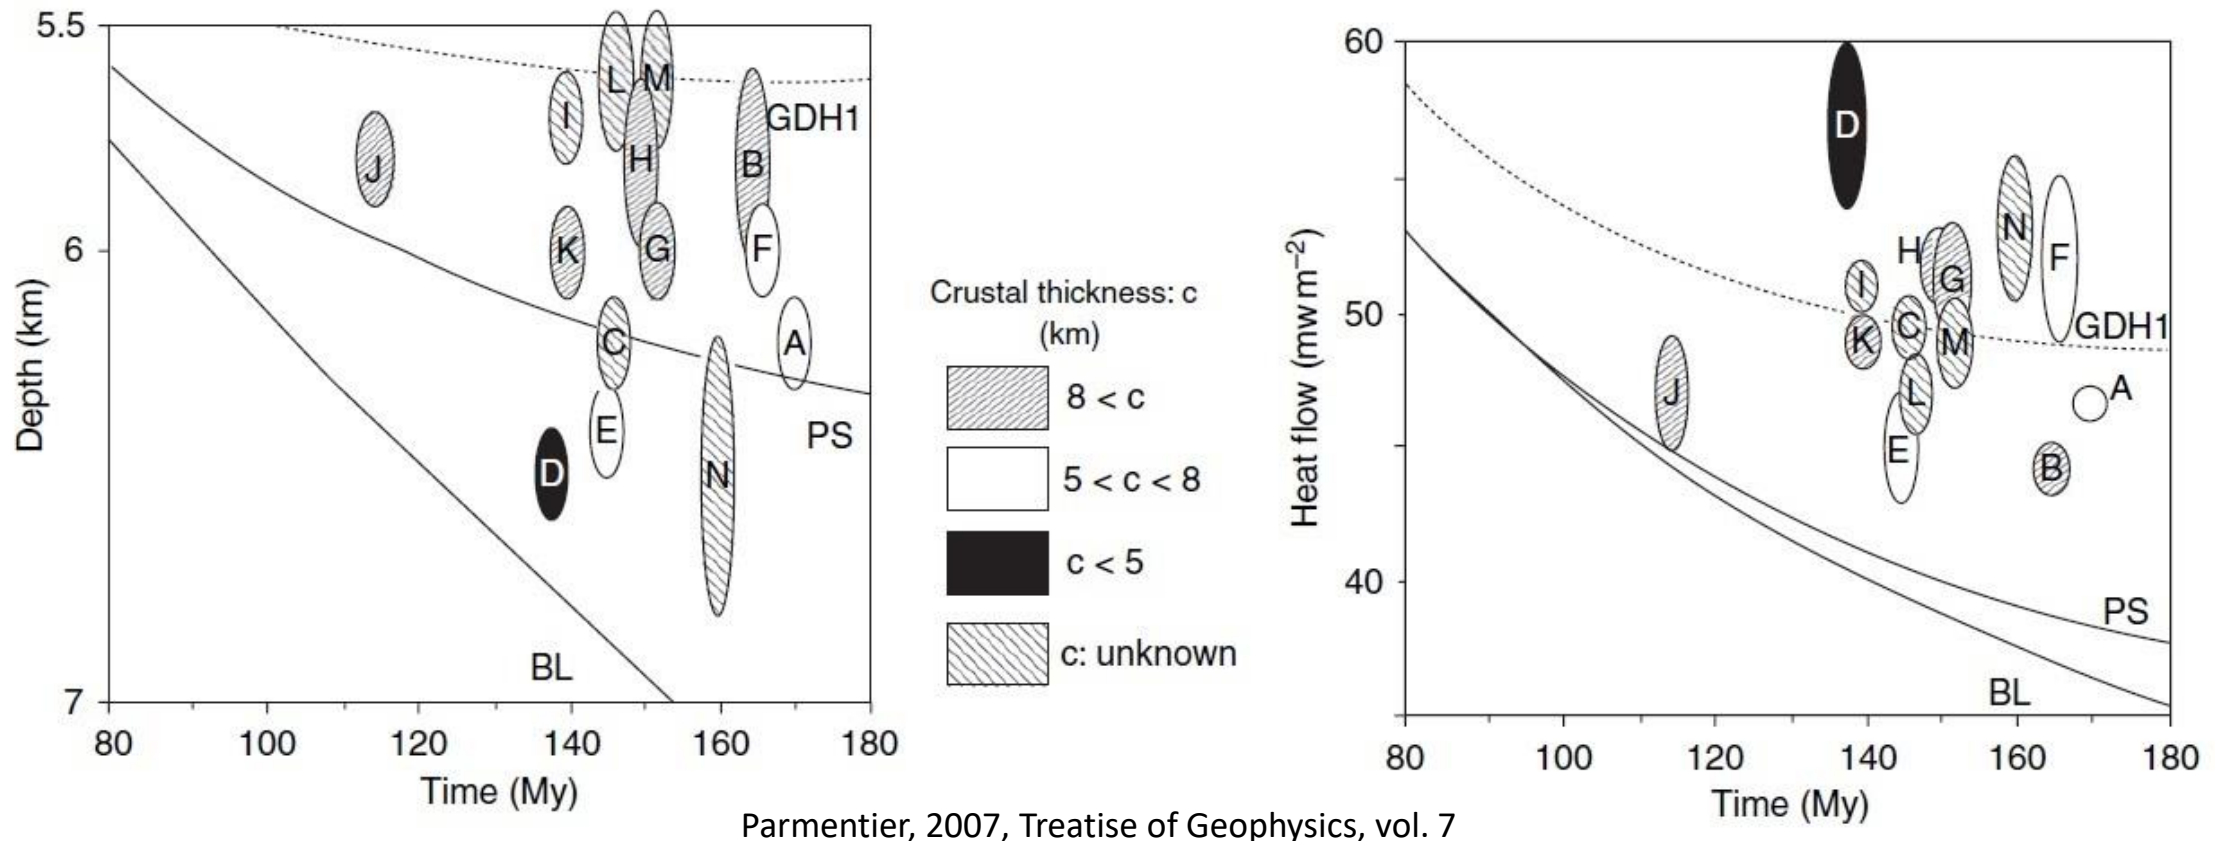 5.5
6
7
Depth (km)
80 100 120 140 160 180
Time (My)
L
M
I
J
H
B
GDH1
K
G
F
C
A
E
PS
D
N
BL
Crustal thickness: c
(km)
8 < c
5 < c < 8
c < 5
c: unknown
60
50
40
Heat flow (mw m−2)
80 100 120 140 160 180
Time (My)
D
N
H
F
I
G
C
GDH1
K
M
J
L
A
E
B
PS
BL
Parmentier, 2007, Treatise of Geophysics, vol. 7